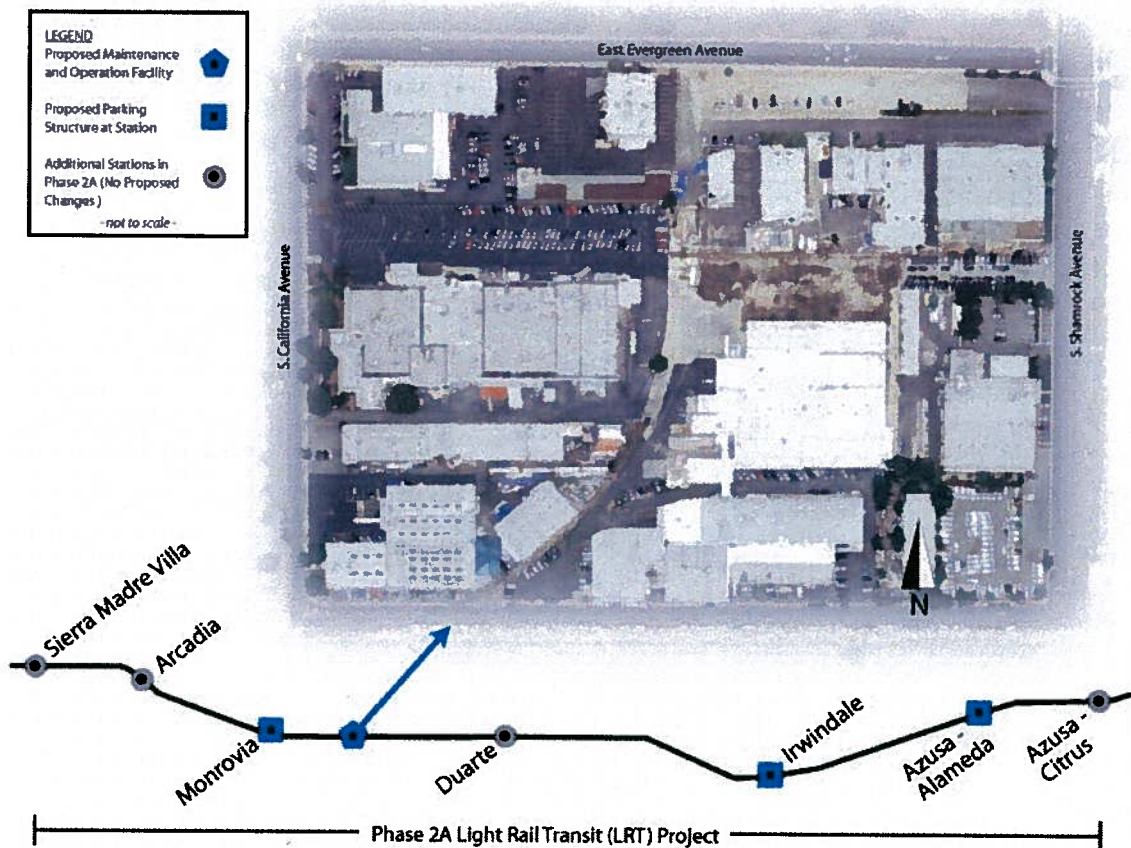 LEGEND
Proposed Maintenance
and Operation Facility
Proposed Parking
Structure at Station
Additional Stations in
Phase 2A (No Proposed
Changes )
- not to scale -
East Evergreen Avenue
S. California Avenue
S. Shamrock Avenue
N
Sierra Madre Villa
Arcadia
Monrovia
Duarte
Irwindale
Azusa -
Alameda
Azusa -
Citrus
Phase 2A Light Rail Transit (LRT) Project